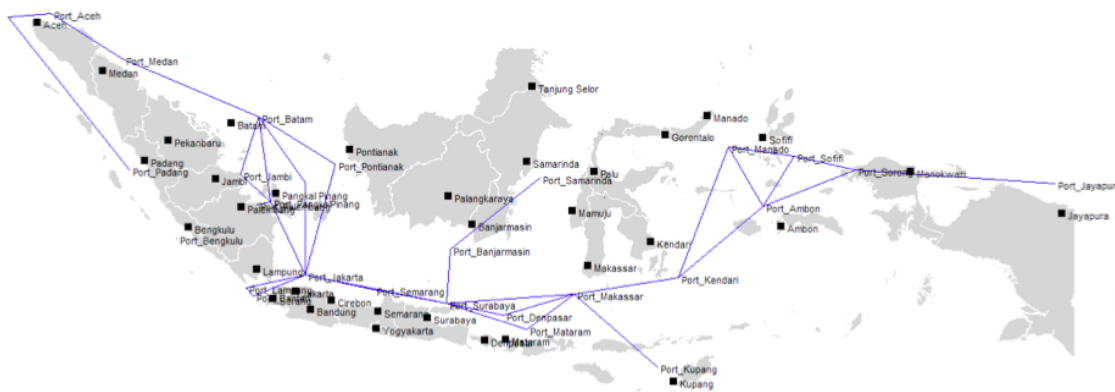 Port_Aceh
Aceh
Port_Medan
Medan
Tanjung Selor
Port_Batam
Batam
Manado
Sofifi
Gorontalo
Pekanbaru
Pontianak
Port_Manado
Padang
Port_Padang
Port_Pontianak
Samarinda
Port_Samarinda
Palu
Port_Sofifi
Port_Sorong
Manokwari
Port_Jambi
Jambi
Port_Jayapura
Pangkal Pinang
Palembang
Palangkaraya
Mamuju
Port_Ambon
Ambon
Jayapura
Bengkulu
Port_Bengkulu
Banjarmasin
Port_Banjarmasin
Kendari
Makassar
Lampung
Port_Jakarta
Port_Kendari
Port_Lampung
Port_Semarang
Port_Makassar
Port_Banten
Serang
Jakarta
Cirebon
Port_Surabaya
Bandung
Semarang
Surabaya
Port_Denpasar
Yogyakarta
Port_Mataram
Denpasar
Mataram
Port_Kupang
Kupang